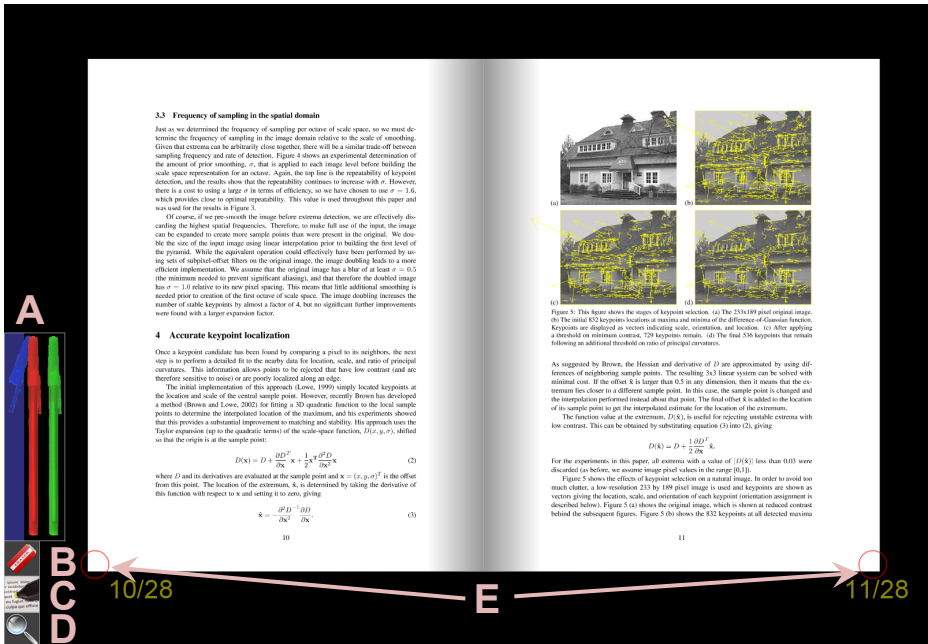 3.3 Frequency of sampling in the spatial domain
Just as we determined the frequency of sampling per octave of scale space, so we must de-
termine the frequency of sampling in the image domain relative to the scale of smoothing.
Given that extrema can be arbitrarily close together, there will be a similar trade-off between
sampling frequency and rate of detection. Figure 4 shows an experimental determination of
the amount of prior smoothing, σ, that is applied to each image level before building the
scale space representation for an octave. Again, the top line is the repeatability of keypoint
detection, and the results show that the repeatability continues to increase with σ. However,
there is a cost to using a large σ in terms of efficiency, so we have chosen to use σ = 1.6,
which provides close to optimal repeatability. This value is used throughout this paper and
was used for the results in Figure 3.
Of course, if we pre-smooth the image before extrema detection, we are effectively dis-
carding the highest spatial frequencies. Therefore, to make full use of the input, the image
can be expanded to create more sample points than were present in the original. We dou-
ble the size of the input image using linear interpolation prior to building the first level of
the pyramid. While the equivalent operation could effectively have been performed by us-
ing sets of subpixel-offset filters on the original image, the image doubling leads to a more
efficient implementation. We assume that the original image has a blur of at least σ = 0.5
(the minimum needed to prevent significant aliasing), and that therefore the doubled image
has σ = 1.0 relative to its new pixel spacing. This means that little additional smoothing is
needed prior to creation of the first octave of scale space. The image doubling increases the
number of stable keypoints by almost a factor of 4, but no significant further improvements
were found with a larger expansion factor.
4 Accurate keypoint localization
Once a keypoint candidate has been found by comparing a pixel to its neighbors, the next
step is to perform a detailed fit to the nearby data for location, scale, and ratio of principal
curvatures. This information allows points to be rejected that have low contrast (and are
therefore sensitive to noise) or are poorly localized along an edge.
The initial implementation of this approach (Lowe, 1999) simply located keypoints at
the location and scale of the central sample point. However, recently Brown has developed
a method (Brown and Lowe, 2002) for fitting a 3D quadratic function to the local sample
points to determine the interpolated location of the maximum, and his experiments showed
that this provides a substantial improvement to matching and stability. His approach uses the
Taylor expansion (up to the quadratic terms) of the scale-space function, D(x, y, σ), shifted
so that the origin is at the sample point:
D(x) = D + ∂D^T/∂x x + 1/2 x^T ∂²D/∂x² x (2)
where D and its derivatives are evaluated at the sample point and x = (x, y, σ)^T is the offset
from this point. The location of the extremum, x̂, is determined by taking the derivative of
this function with respect to x and setting it to zero, giving
x̂ = −∂²D^−1/∂x² ∂D/∂x. (3)
10
(a)
(b)
(c)
(d)
Figure 5: This figure shows the stages of keypoint selection. (a) The 233x189 pixel original image.
(b) The initial 832 keypoints locations at maxima and minima of the difference-of-Gaussian function.
Keypoints are displayed as vectors indicating scale, orientation, and location. (c) After applying
a threshold on minimum contrast, 729 keypoints remain. (d) The final 536 keypoints that remain
following an additional threshold on ratio of principal curvatures.
As suggested by Brown, the Hessian and derivative of D are approximated by using dif-
ferences of neighboring sample points. The resulting 3x3 linear system can be solved with
minimal cost. If the offset x̂ is larger than 0.5 in any dimension, then it means that the ex-
tremum lies closer to a different sample point. In this case, the sample point is changed and
the interpolation performed instead about that point. The final offset x̂ is added to the location
of its sample point to get the interpolated estimate for the location of the extremum.
The function value at the extremum, D(x̂), is useful for rejecting unstable extrema with
low contrast. This can be obtained by substituting equation (3) into (2), giving
D(x̂) = D + 1/2 ∂D^T/∂x x̂.
For the experiments in this paper, all extrema with a value of |D(x̂)| less than 0.03 were
discarded (as before, we assume image pixel values in the range [0,1]).
Figure 5 shows the effects of keypoint selection on a natural image. In order to avoid too
much clutter, a low-resolution 233 by 189 pixel image is used and keypoints are shown as
vectors giving the location, scale, and orientation of each keypoint (orientation assignment is
described below). Figure 5 (a) shows the original image, which is shown at reduced contrast
behind the subsequent figures. Figure 5 (b) shows the 832 keypoints at all detected maxima
11
A
B
C
D
E
10/28
11/28